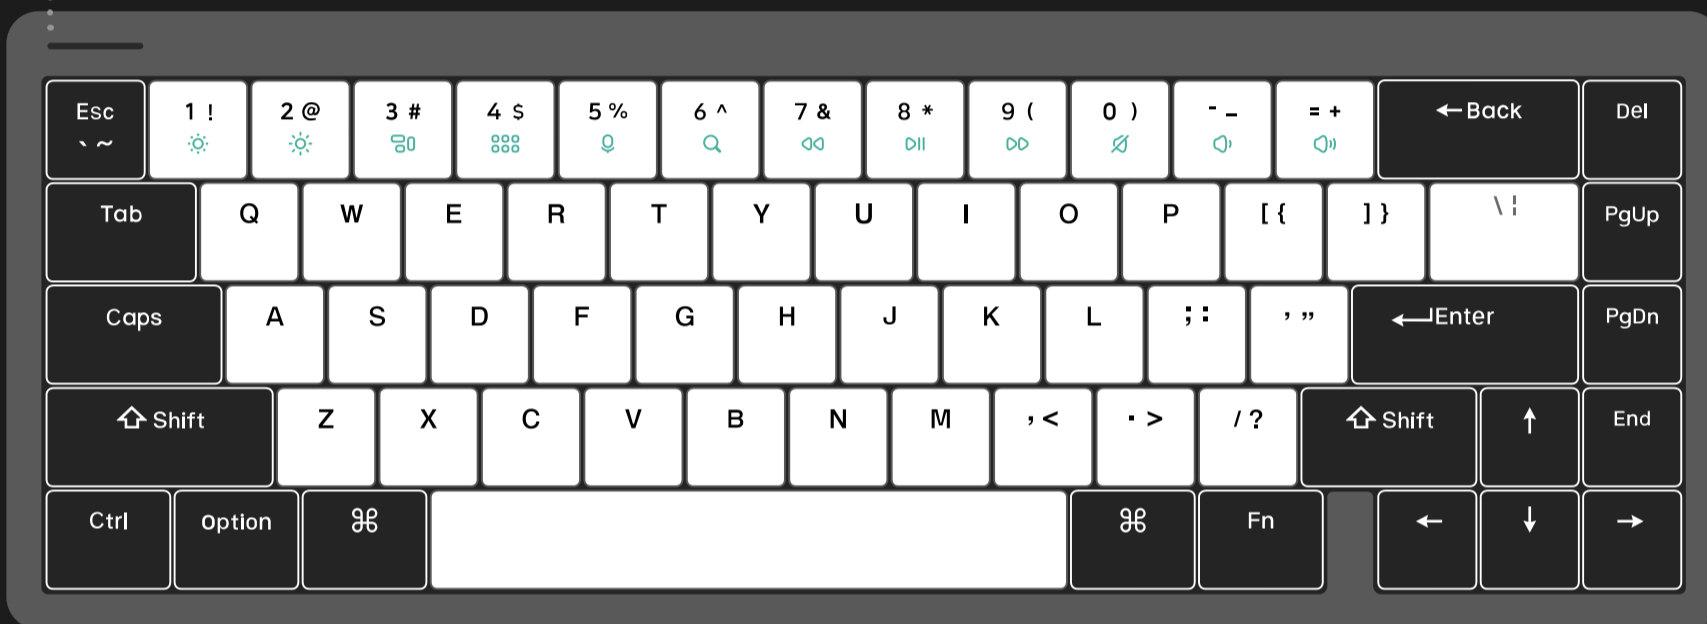 Esc 1 ! 2 @ 3 # 4 $ 5 % 6 ^ 7 & 8 * 9 ( 0 ) - _ = + ←Back Del
` ~
Tab Q W E R T Y U I O P [ { ] } \ ¦ PgUp
Caps A S D F G H J K L ; : , ” Enter PgDn
⇧ Shift Z X C V B N M , < . > / ? ⇧ Shift ↑ End
Ctrl Option ⌘ ⌘ Fn ← ↓ →